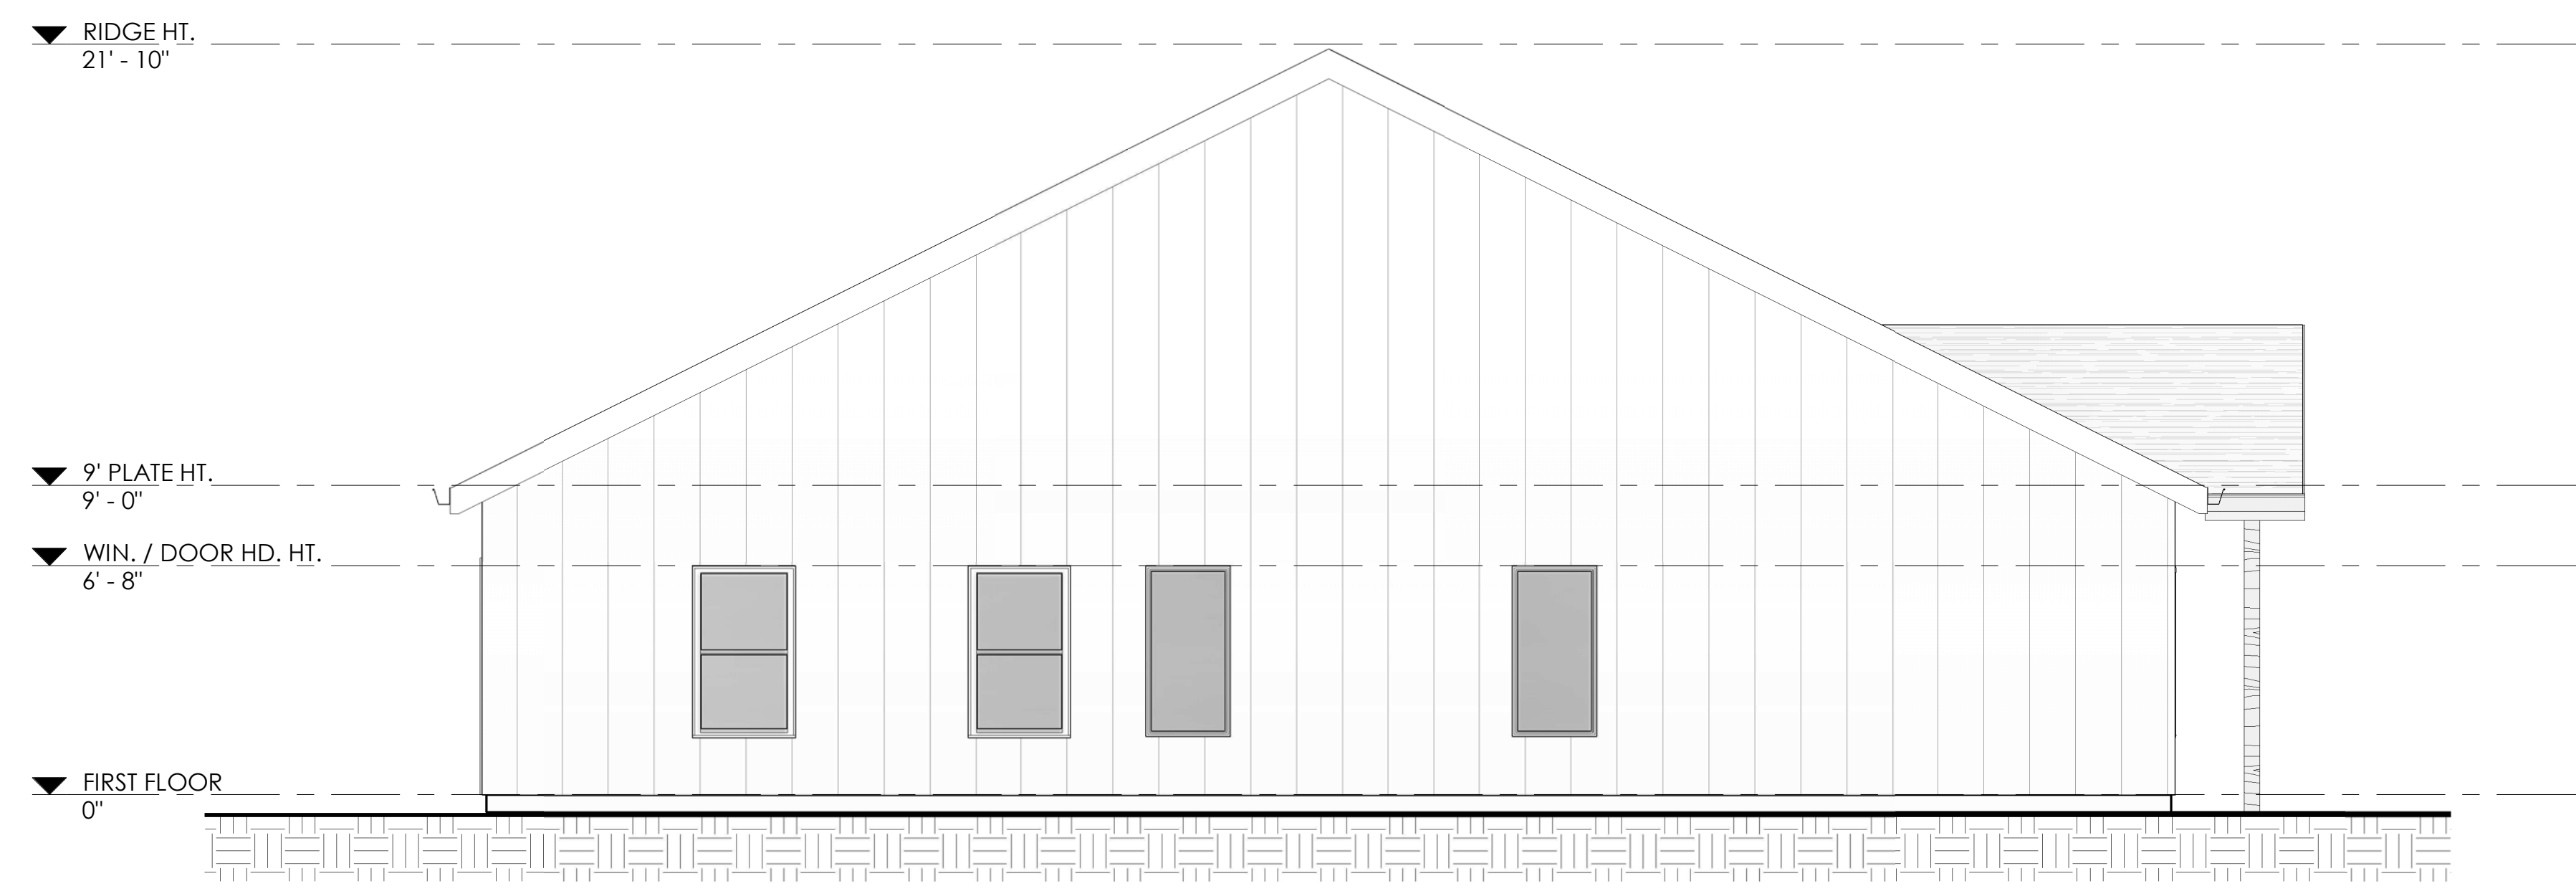 RIDGE HT.
21' - 10"
9' PLATE HT.
9' - 0"
WIN. / DOOR HD. HT.
6' - 8"
FIRST FLOOR
0"